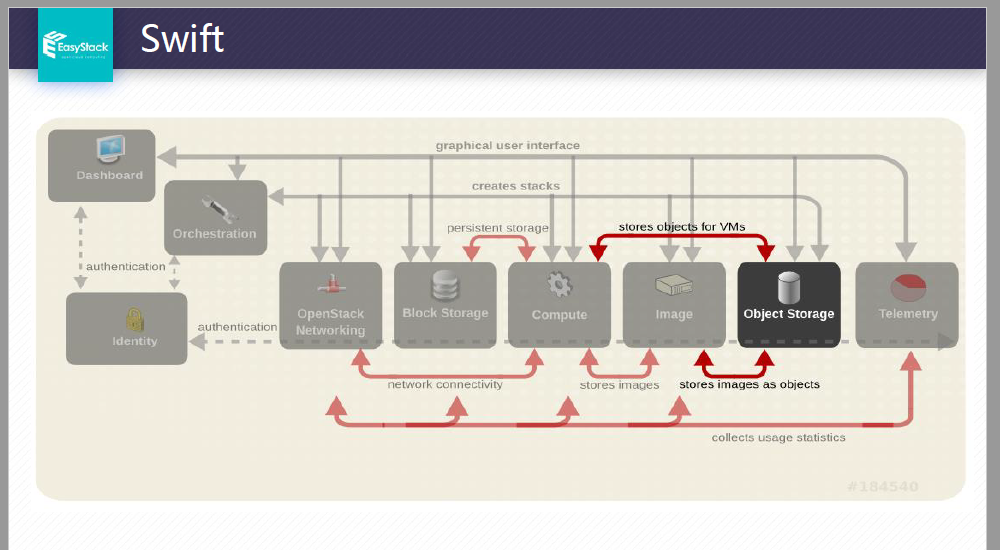 EasyStack
Swift
graphical user interface
Dashboard
creates stacks
Orchestration
persistent storage
stores objects for VMs
authentication
OpenStack
Networking
Block Storage
Compute
Image
Object Storage
Telemetry
Identity
authentication
network connectivity
stores images
stores images as objects
collects usage statistics
#184540